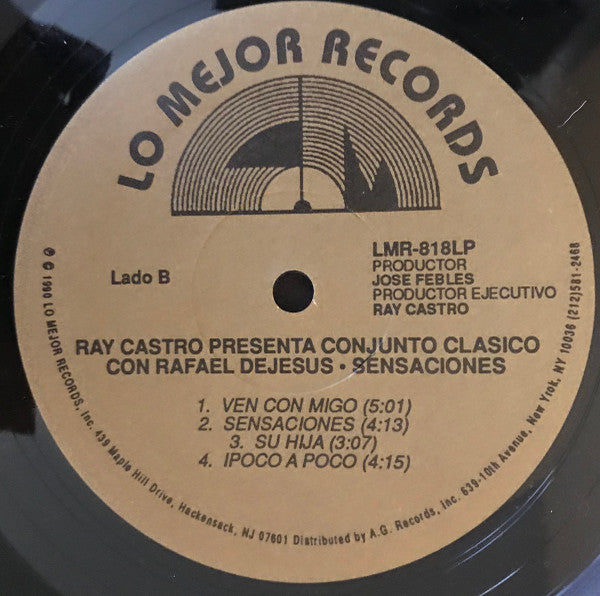 LO MEJOR RECORDS
Lado B
LMR-818LP
PRODUCTOR
JOSE FEBLES
PRODUCTOR EJECUTIVO
RAY CASTRO
RAY CASTRO PRESENTA CONJUNTO CLASICO
CON RAFAEL DEJESUS • SENSACIONES
1. VEN CON MIGO (5:01)
2. SENSACIONES (4:13)
3. SU HIJA (3:07)
4. IPOCO A POCO (4:15)
℗ © 1990 LO MEJOR RECORDS, Inc. 439 Maple Hill Drive, Hackensack, NJ 07601 Distributed by A.G. Records, Inc. 639-10th Avenue, New Yrok, NY 10036 (212)581-2468